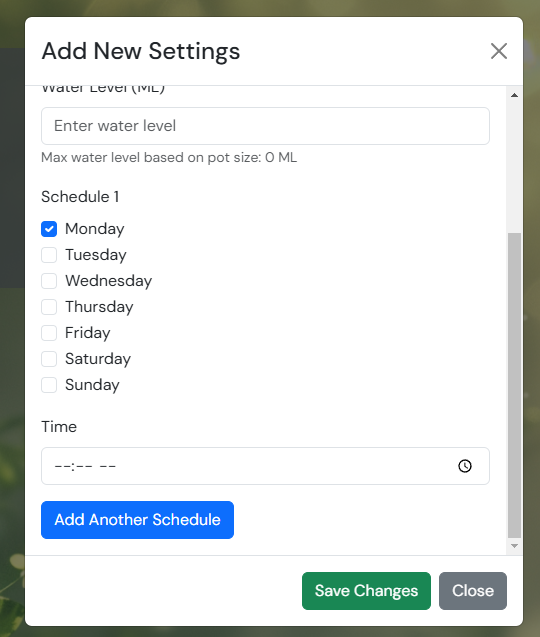 Add New Settings
Water Level (ML)
Enter water level
Max water level based on pot size: 0 ML
Schedule 1
Monday
Tuesday
Wednesday
Thursday
Friday
Saturday
Sunday
Time
--:-- --
Add Another Schedule
Save Changes
Close